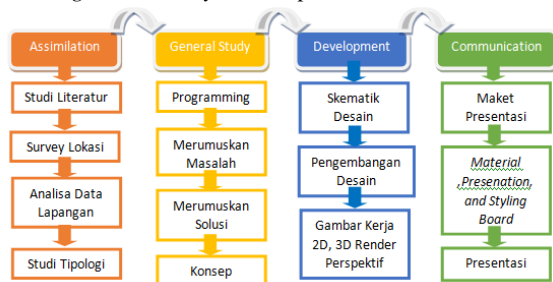 Assimilation
General Study
Development
Communication
Studi Literatur
Survey Lokasi
Analisa Data
Lapangan
Studi Tipologi
Programming
Merumuskan
Masalah
Merumuskan
Solusi
Konsep
Skematik
Desain
Pengembangan
Desain
Gambar Kerja
2D, 3D Render
Perspektif
Maket
Presentasi
Material
,Presenation,
and Styling
Board
Presentasi